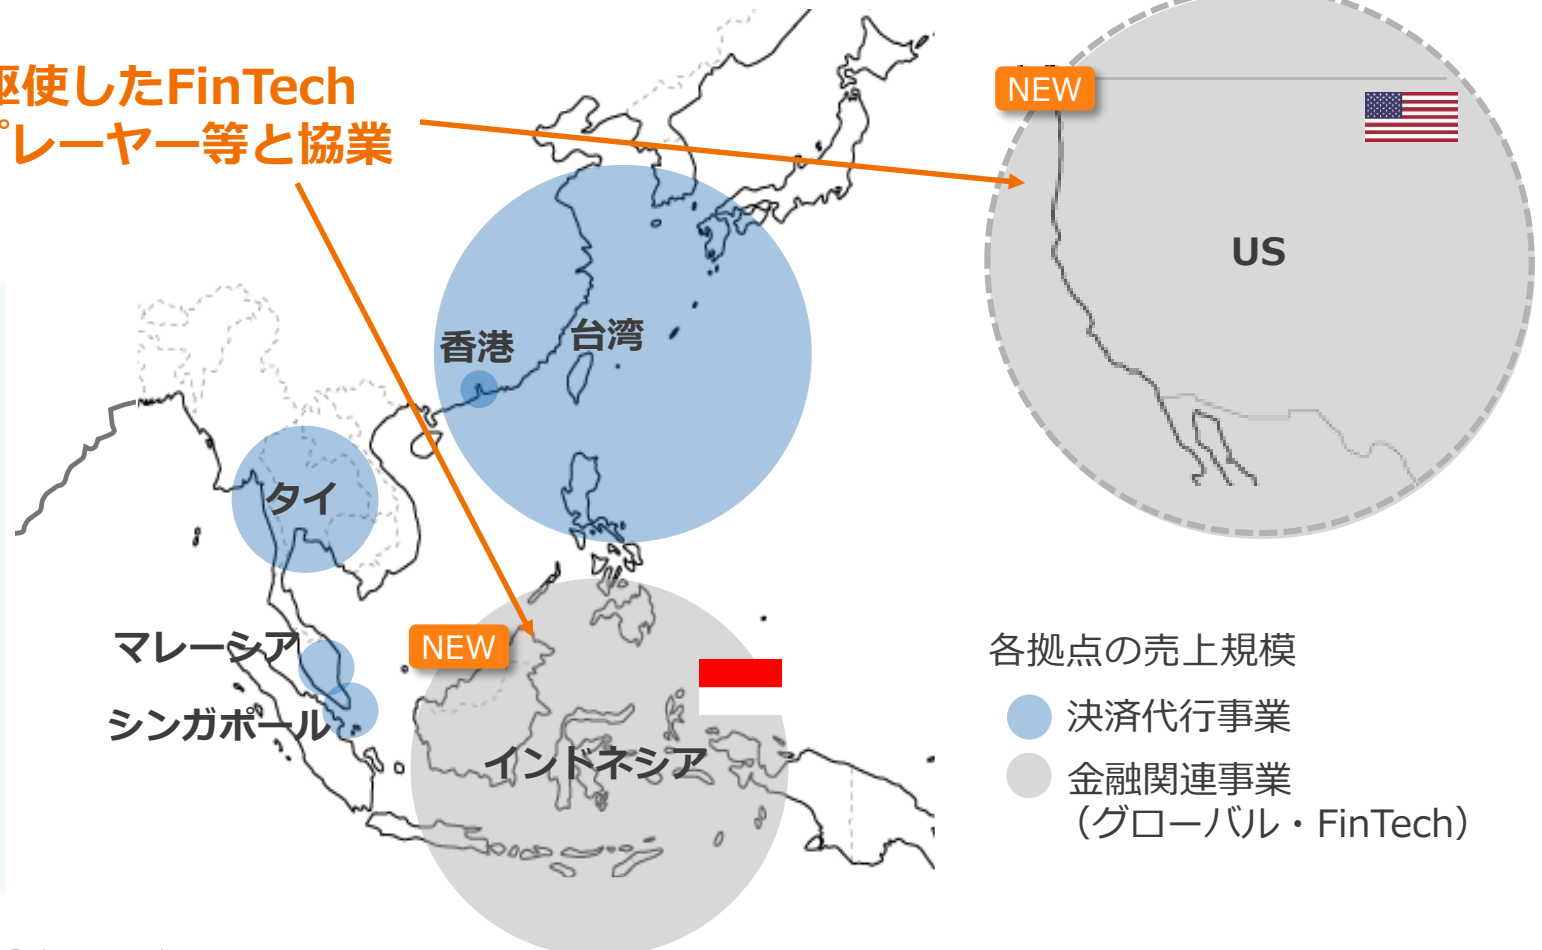 駆使したFinTech
プレーヤー等と協業
NEW
US
香港
台湾
タイ
マレーシア
NEW
シンガポール
インドネシア
各拠点の売上規模
決済代行事業
金融関連事業
（グローバル・FinTech）